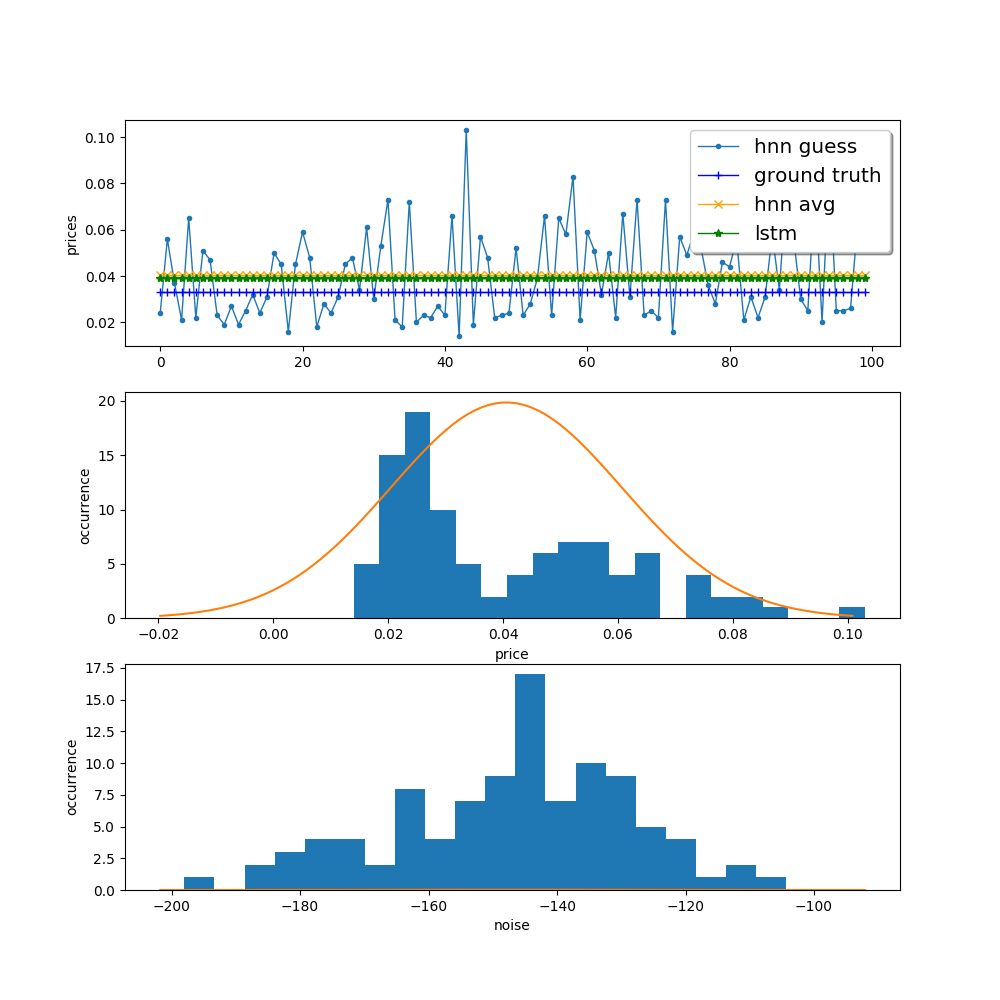 0.10
0.08
0.06
0.04
0.02
prices
hnn guess
ground truth
hnn avg
lstm
0 20 40 60 80 100
20
15
10
5
0
occurrence
−0.02 0.00 0.02 0.04 0.06 0.08 0.10
price
17.5
15.0
12.5
10.0
7.5
5.0
2.5
0.0
occurrence
−200 −180 −160 −140 −120 −100
noise